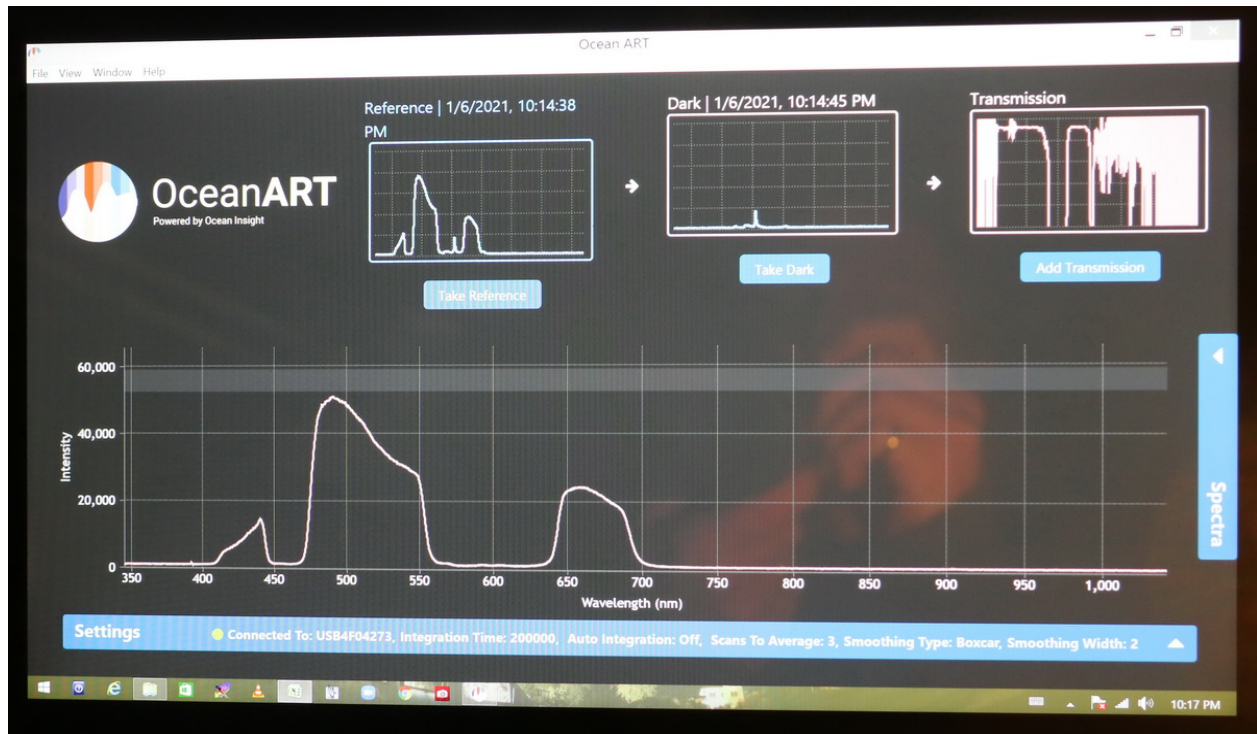 Ocean ART
File View Window Help
Reference | 1/6/2021, 10:14:38
PM
Dark | 1/6/2021, 10:14:45 PM
Transmission
OceanART
Powered by Ocean Insight
Take Reference
Take Dark
Add Transmission
60,000
40,000
20,000
0
Intensity
350 400 450 500 550 600 650 700 750 800 850 900 950 1,000
Wavelength (nm)
Spectra
Settings
Connected To: USB4F04273, Integration Time: 200000, Auto Integration: Off, Scans To Average: 3, Smoothing Type: Boxcar, Smoothing Width: 2
10:17 PM